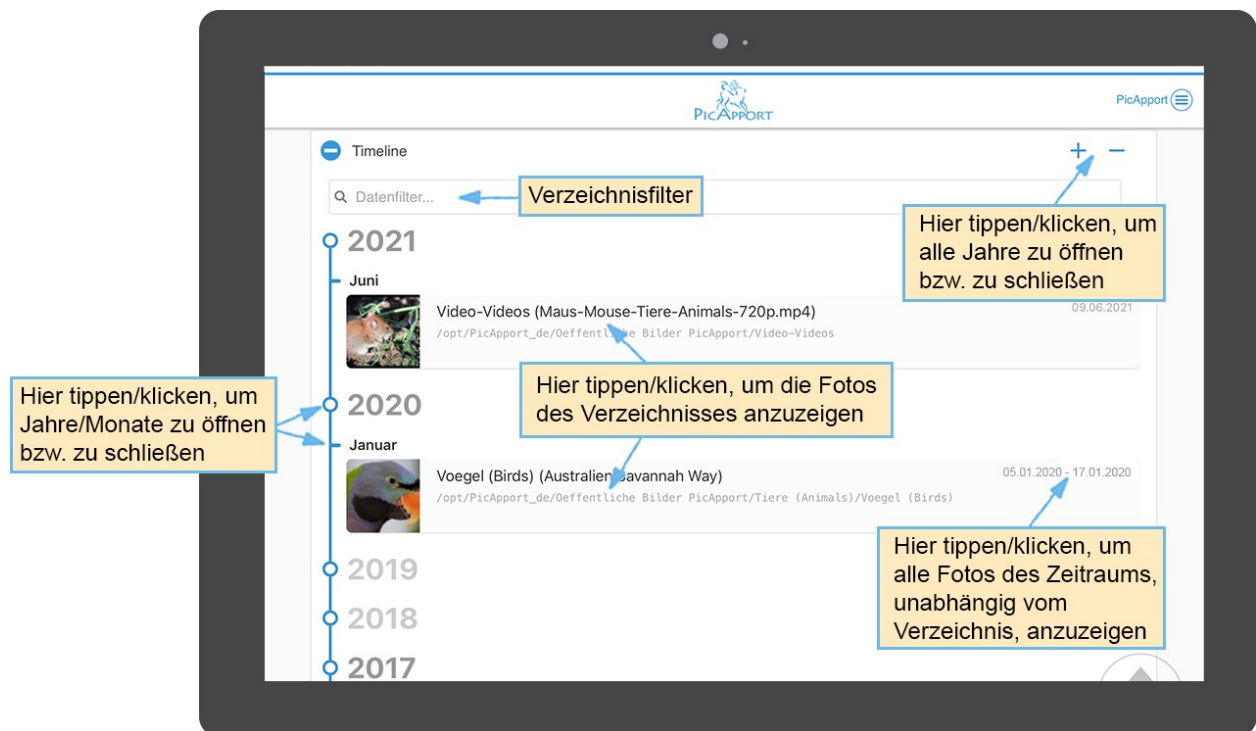 PICAPPORT
PicApport
Timeline
Datenfilter...
Verzeichnisfilter
Hier tippen/klicken, um
alle Jahre zu öffnen
bzw. zu schließen
2021
Juni
Video-Videos (Maus-Mouse-Tiere-Animals-720p.mp4)
09.06.2021
/opt/PicApport_de/Oeffentliche Bilder PicApport/Video-Videos
Hier tippen/klicken, um die Fotos
des Verzeichnisses anzuzeigen
Hier tippen/klicken, um
Jahre/Monate zu öffnen
bzw. zu schließen
2020
Januar
Voegel (Birds) (Australien Savannah Way)
05.01.2020 - 17.01.2020
/opt/PicApport_de/Oeffentliche Bilder PicApport/Tiere (Animals)/Voegel (Birds)
Hier tippen/klicken, um
alle Fotos des Zeitraums,
unabhängig vom
Verzeichnis, anzuzeigen
2019
2018
2017